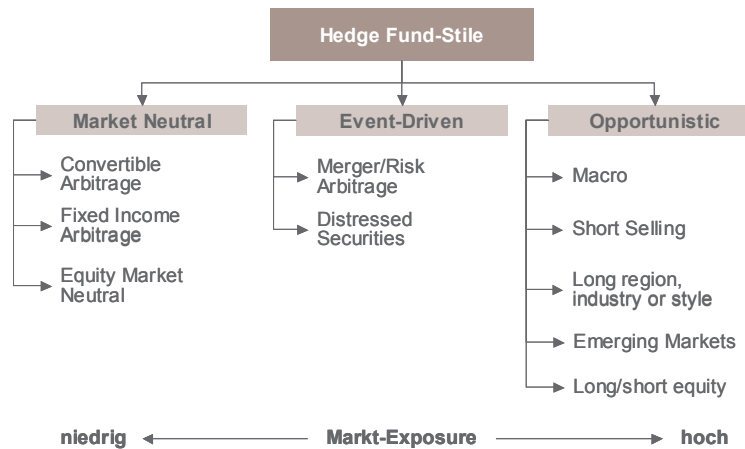 Hedge Fund-Stile
Market Neutral
Convertible
Arbitrage
Fixed Income
Arbitrage
Equity Market
Neutral
Event-Driven
Merger/Risk
Arbitrage
Distressed
Securities
Opportunistic
Macro
Short Selling
Long region,
industry or style
Emerging Markets
Long/short equity
niedrig
Markt-Exposure
hoch